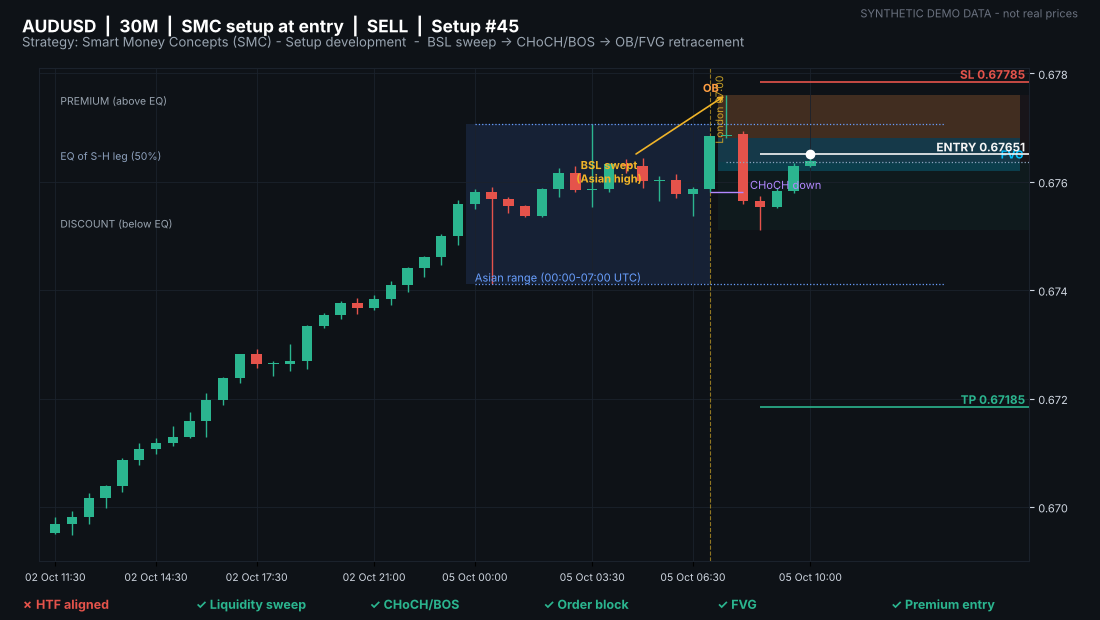 SYNTHETIC DEMO DATA - not real prices
AUDUSD | 30M | SMC setup at entry | SELL | Setup #45
Strategy: Smart Money Concepts (SMC) - Setup development - BSL sweep → CHoCH/BOS → OB/FVG retracement
SL 0.67785
0.678
OB
London 07:00
PREMIUM (above EQ)
ENTRY 0.67651
FVG
EQ of S-H leg (50%)
BSL swept
(Asian high)
0.676
CHoCH down
DISCOUNT (below EQ)
Asian range (00:00-07:00 UTC)
0.674
TP 0.67185
0.672
0.670
02 Oct 11:30
02 Oct 14:30
02 Oct 17:30
02 Oct 21:00
05 Oct 00:00
05 Oct 03:30
05 Oct 06:30
05 Oct 10:00
× HTF aligned
✓ Liquidity sweep
✓ CHoCH/BOS
✓ Order block
✓ FVG
✓ Premium entry